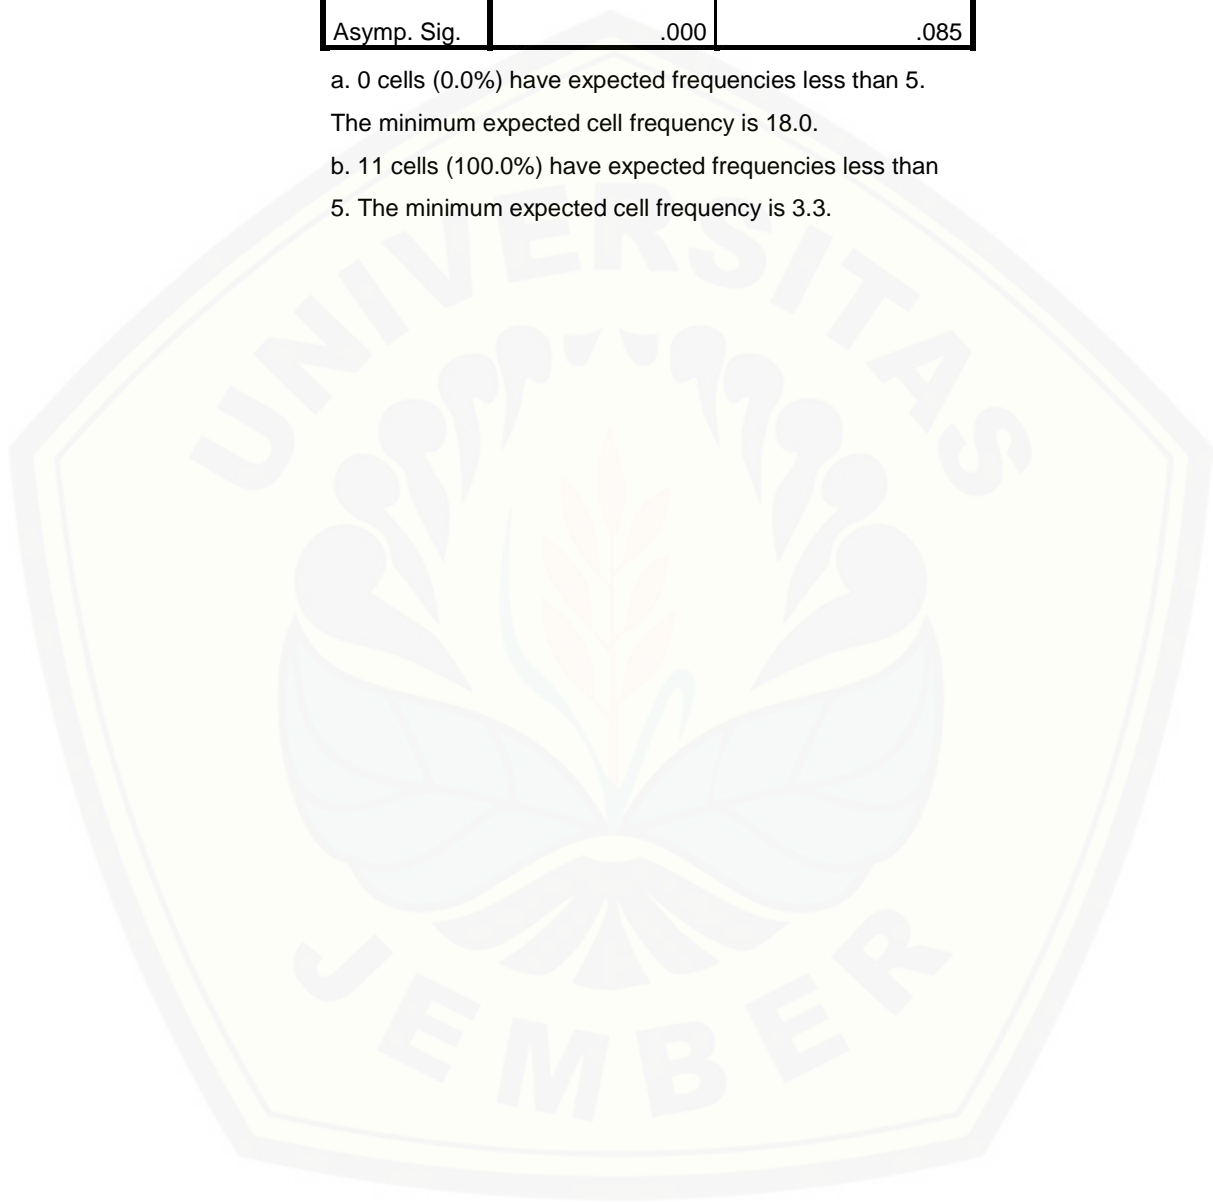 Asymp. Sig. .000 .085
a. 0 cells (0.0%) have expected frequencies less than 5.
The minimum expected cell frequency is 18.0.
b. 11 cells (100.0%) have expected frequencies less than
5. The minimum expected cell frequency is 3.3.
UNIVERSITAS
JEMBER